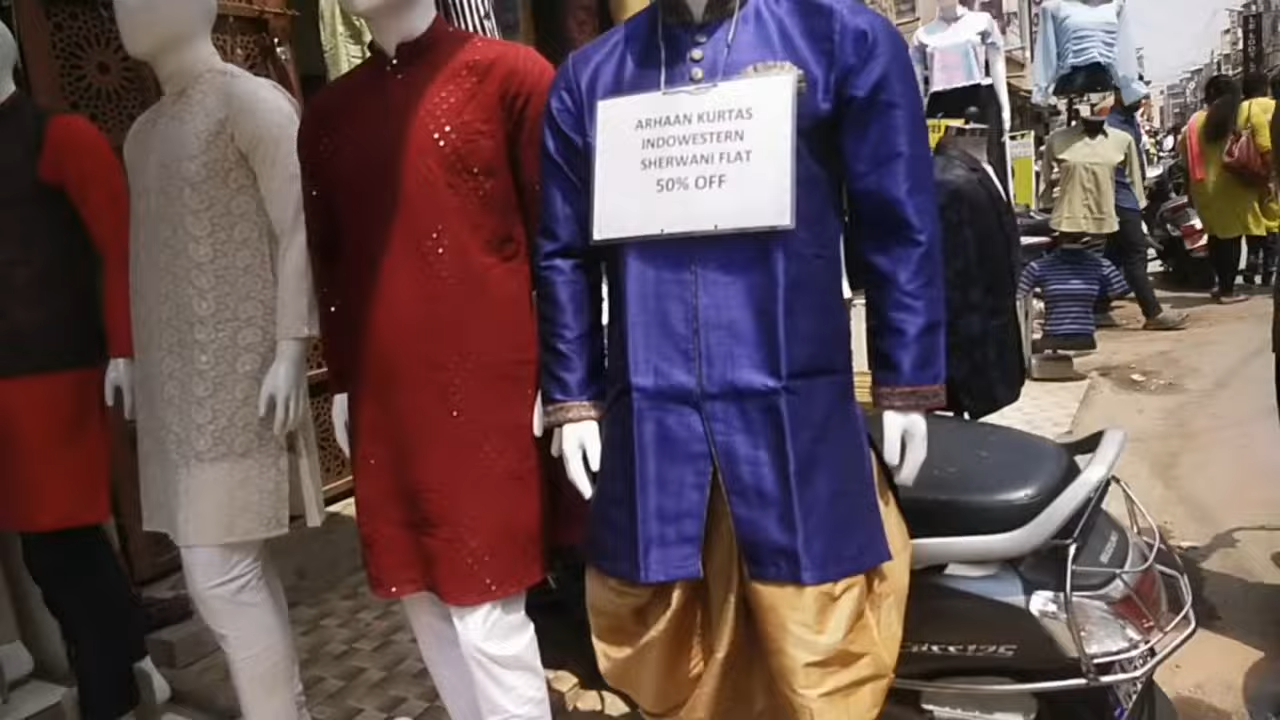 ARHAAN KURTAS
INDOWESTERN
SHERWANI FLAT
50% OFF